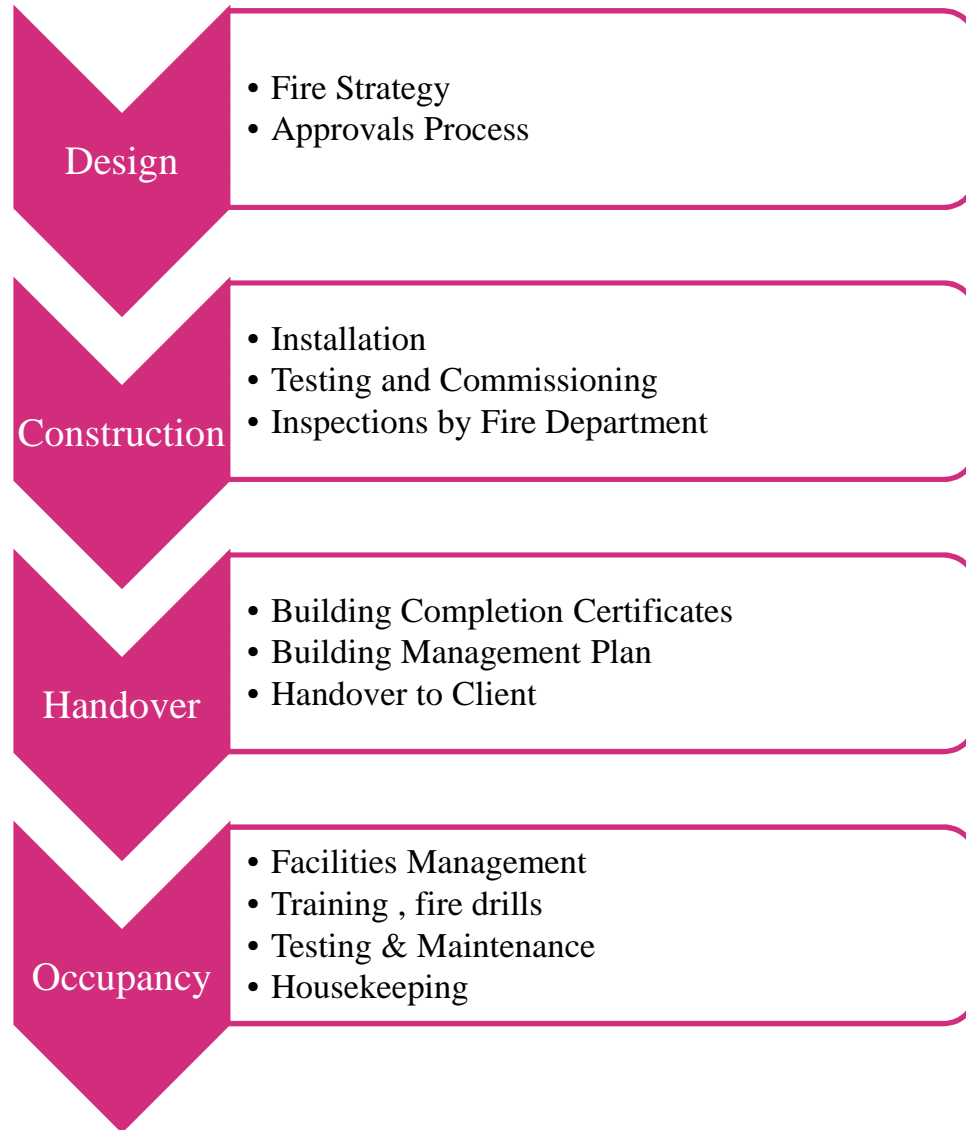 Design
• Fire Strategy
• Approvals Process
Construction
• Installation
• Testing and Commissioning
• Inspections by Fire Department
Handover
• Building Completion Certificates
• Building Management Plan
• Handover to Client
Occupancy
• Facilities Management
• Training , fire drills
• Testing & Maintenance
• Housekeeping